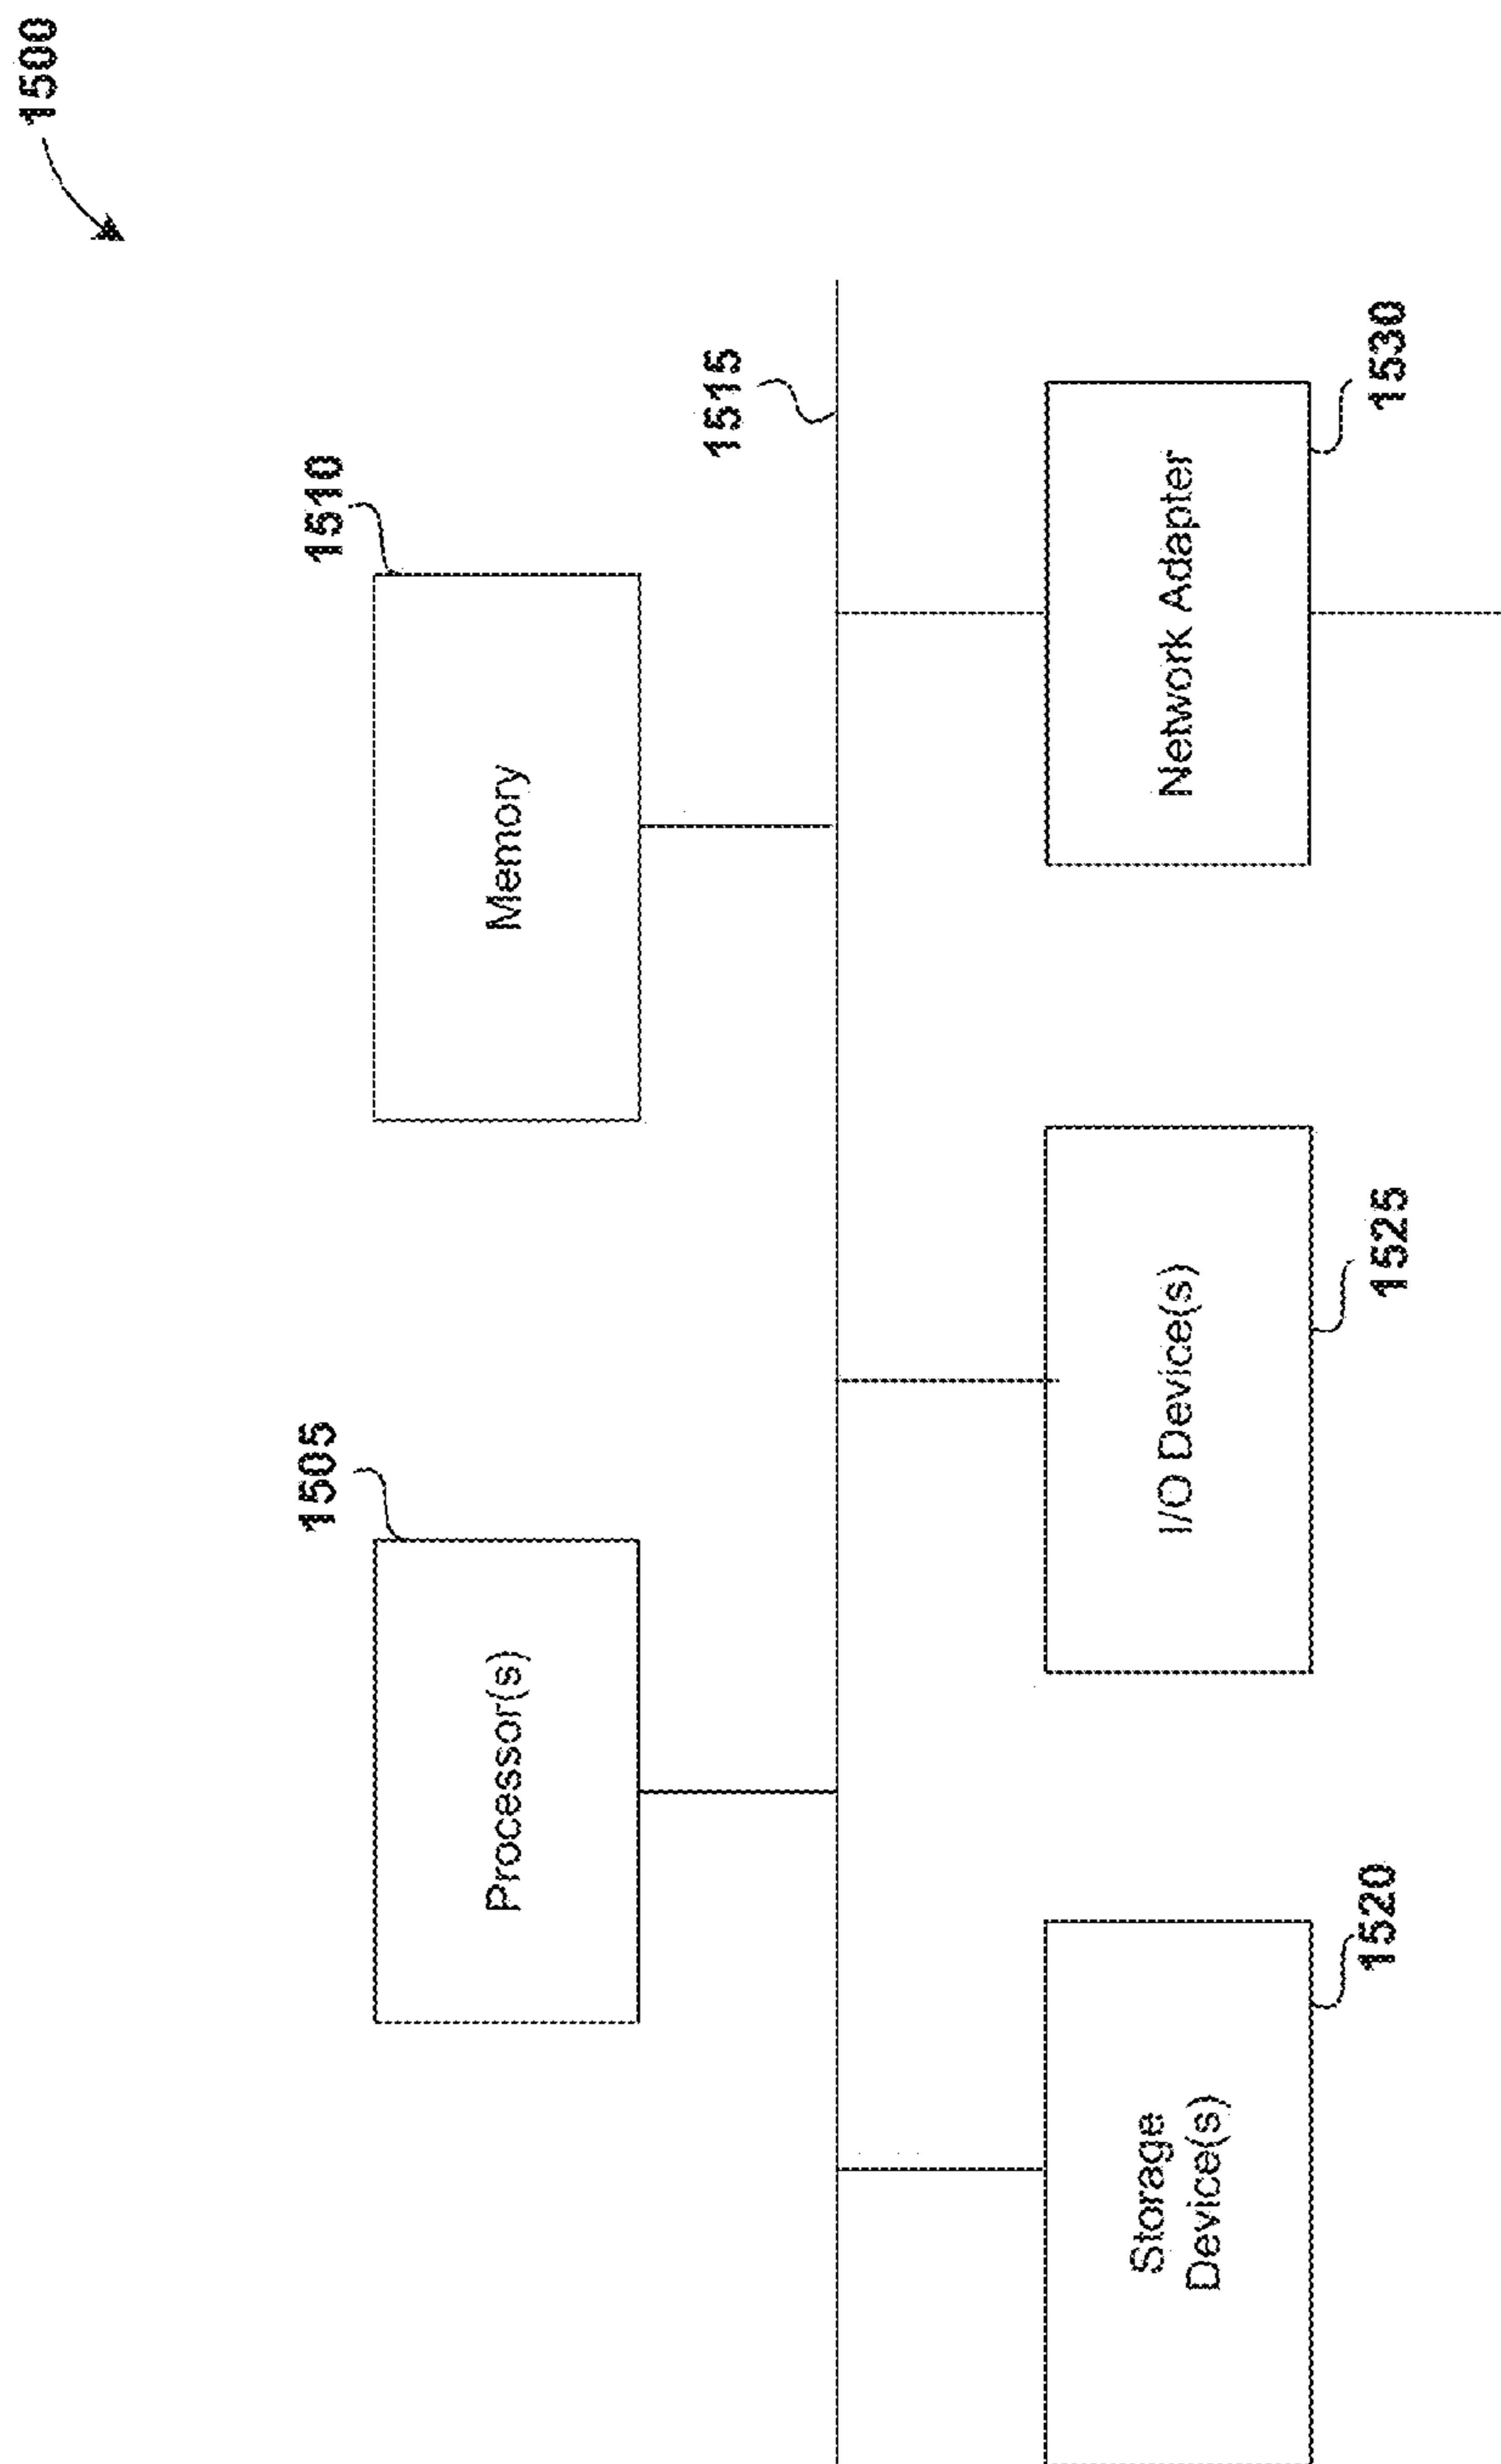 1500
1505
Processor(s)
1510
Memory
1515
Storage
Device(s)
1520
I/O Device(s)
1525
Network Adapter
1530